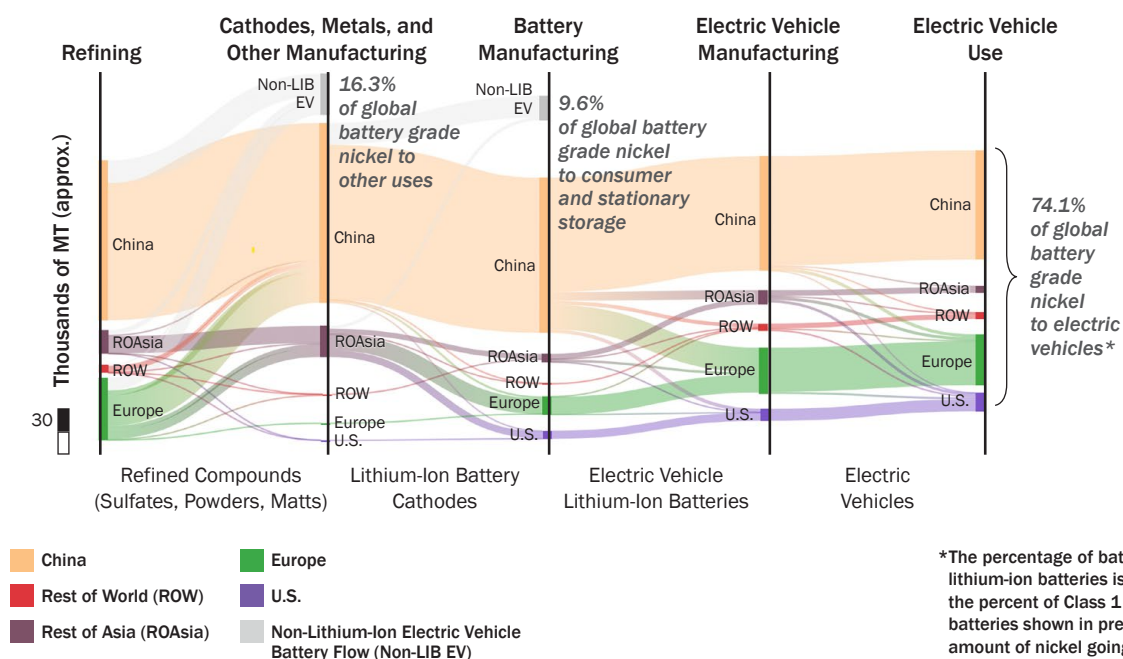 Refining
Cathodes, Metals, and
Other Manufacturing
Battery
Manufacturing
Electric Vehicle
Manufacturing
Electric Vehicle
Use
Thousands of MT (approx.)
30
China
ROAsia
ROW
Europe
Non-LIB
EV
16.3%
of global
battery grade
nickel to
other uses
China
ROAsia
ROW
Europe
U.S.
Non-LIB
EV
9.6%
of global battery
grade nickel
to consumer
and stationary
storage
China
ROAsia
ROW
Europe
U.S.
China
ROAsia
ROW
Europe
U.S.
China
ROAsia
ROW
Europe
U.S.
74.1%
of global
battery
grade
nickel
to electric
vehicles*
Refined Compounds
(Sulfates, Powders, Matts)
Lithium-Ion Battery
Cathodes
Electric Vehicle
Lithium-Ion Batteries
Electric
Vehicles
China
Rest of World (ROW)
Rest of Asia (ROAsia)
Europe
U.S.
Non-Lithium-Ion Electric Vehicle
Battery Flow (Non-LIB EV)
*The percentage of bat
lithium-ion batteries is
the percent of Class 1
batteries shown in pre
amount of nickel going